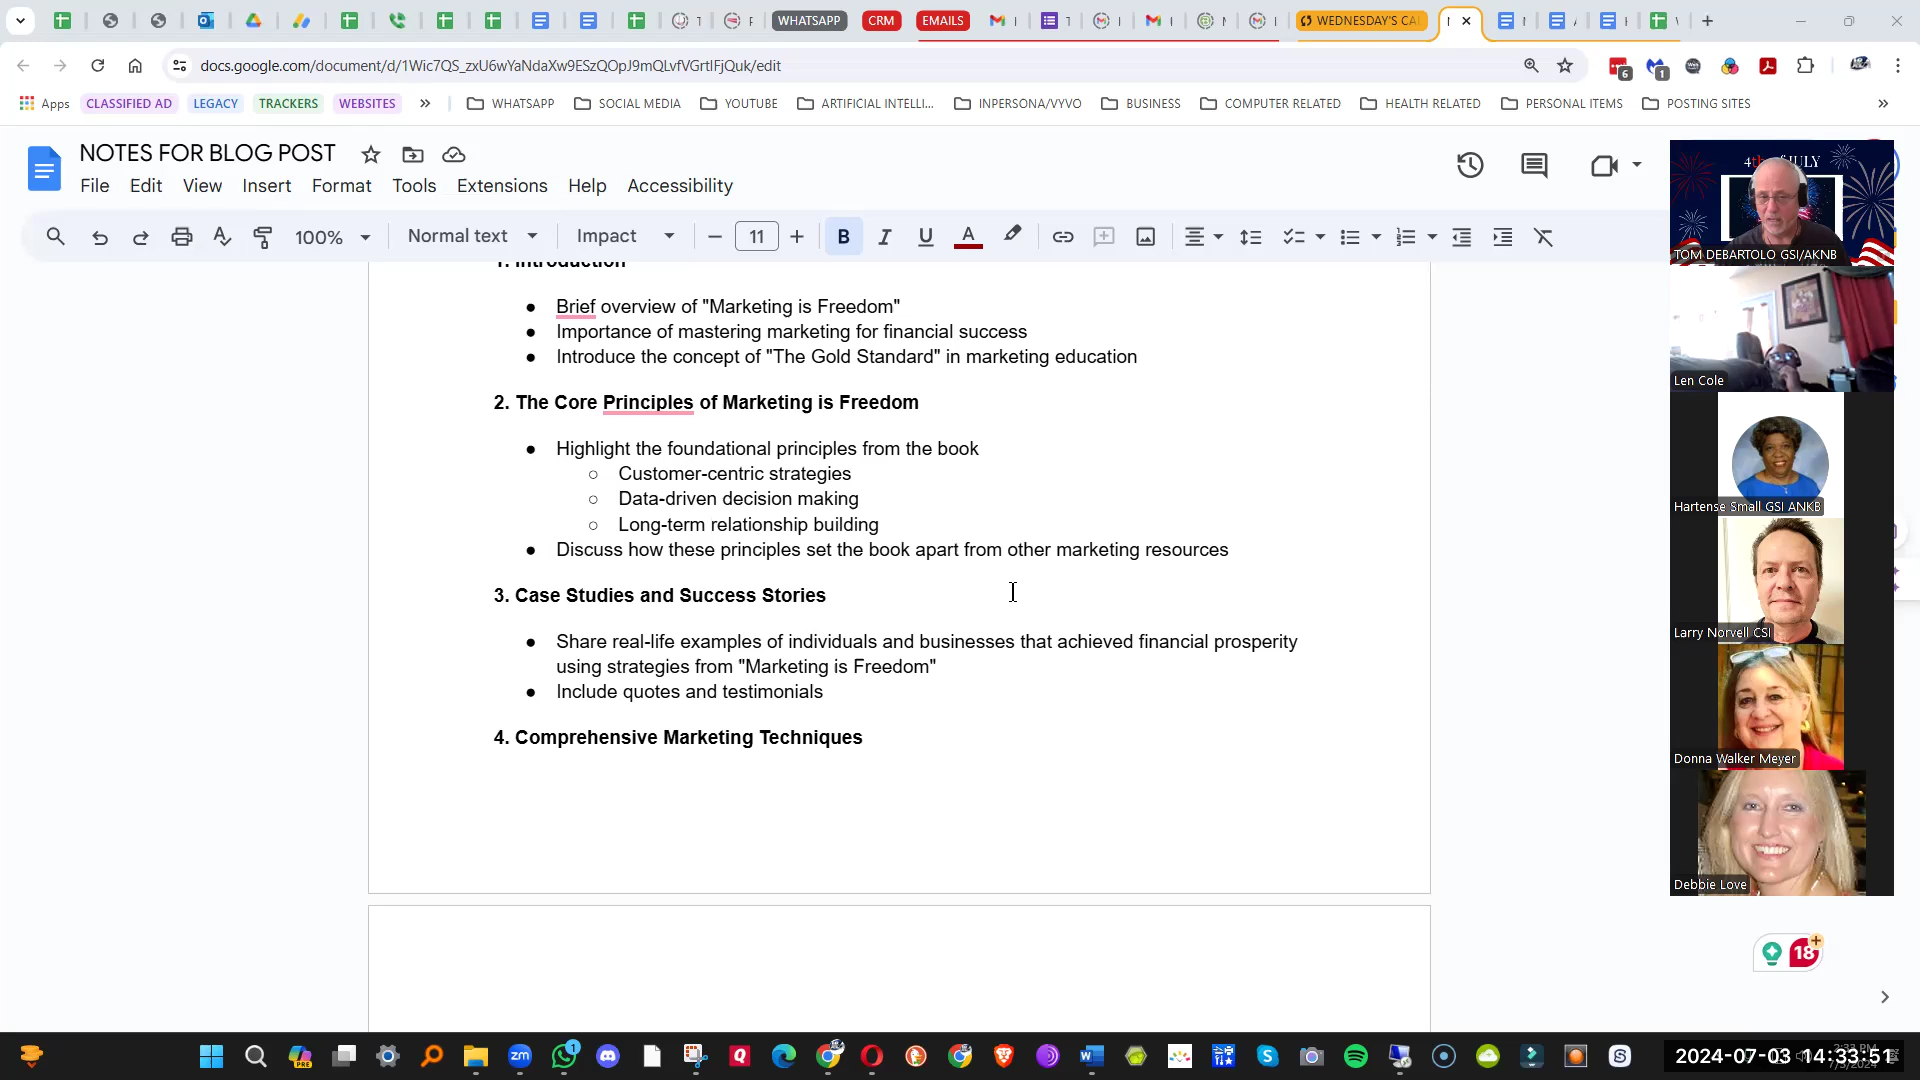 WHATSAPP
CRM
EMAILS
WEDNESDAY'S CA
docs.google.com/document/d/1Wic7QS_zxU6wYaNdaXw9ESzQOpJ9mQLvfVGrtlFjQuk/edit
6
1
Apps
CLASSIFIED AD
LEGACY
TRACKERS
WEBSITES
WHATSAPP
SOCIAL MEDIA
YOUTUBE
ARTIFICIAL INTELLI...
INPERSONA/VYVO
BUSINESS
COMPUTER RELATED
HEALTH RELATED
PERSONAL ITEMS
POSTING SITES
NOTES FOR BLOG POST
File Edit View Insert Format Tools Extensions Help Accessibility
100%
Normal text
Impact
11
1. Introduction
● Brief overview of "Marketing is Freedom"
● Importance of mastering marketing for financial success
● Introduce the concept of "The Gold Standard" in marketing education
2. The Core Principles of Marketing is Freedom
● Highlight the foundational principles from the book
○ Customer-centric strategies
○ Data-driven decision making
○ Long-term relationship building
● Discuss how these principles set the book apart from other marketing resources
3. Case Studies and Success Stories
● Share real-life examples of individuals and businesses that achieved financial prosperity
using strategies from "Marketing is Freedom"
● Include quotes and testimonials
4. Comprehensive Marketing Techniques
TOM DEBARTOLO GSI/AKNB
Len Cole
Hartense Small GSI ANKB
Larry Norvell CSI
Donna Walker Meyer
Debbie Love
18
2024-07-03 14:33:51